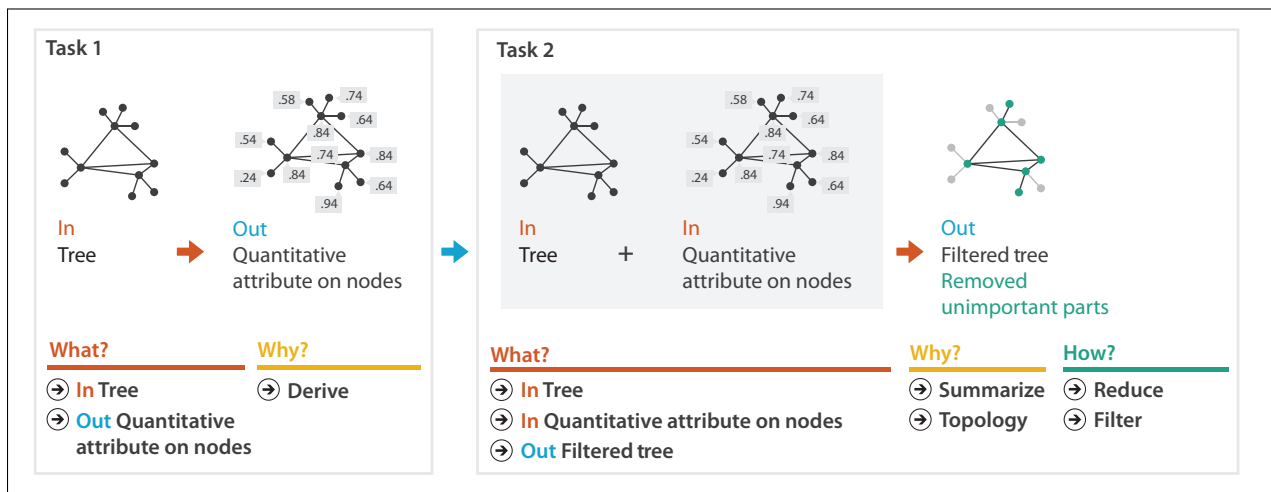 Task 1
.74
.58
.64
.54
.84
.74
.84
.24
.84
.64
.94
In
Tree
Out
Quantitative
attribute on nodes
What?
In Tree
Out Quantitative
attribute on nodes
Why?
Derive
Task 2
.74
.58
.64
.54
.84
.74
.84
.24
.84
.64
.94
In
Tree
+
In
Quantitative
attribute on nodes
Out
Filtered tree
Removed
unimportant parts
What?
In Tree
In Quantitative attribute on nodes
Out Filtered tree
Why?
Summarize
Topology
How?
Reduce
Filter